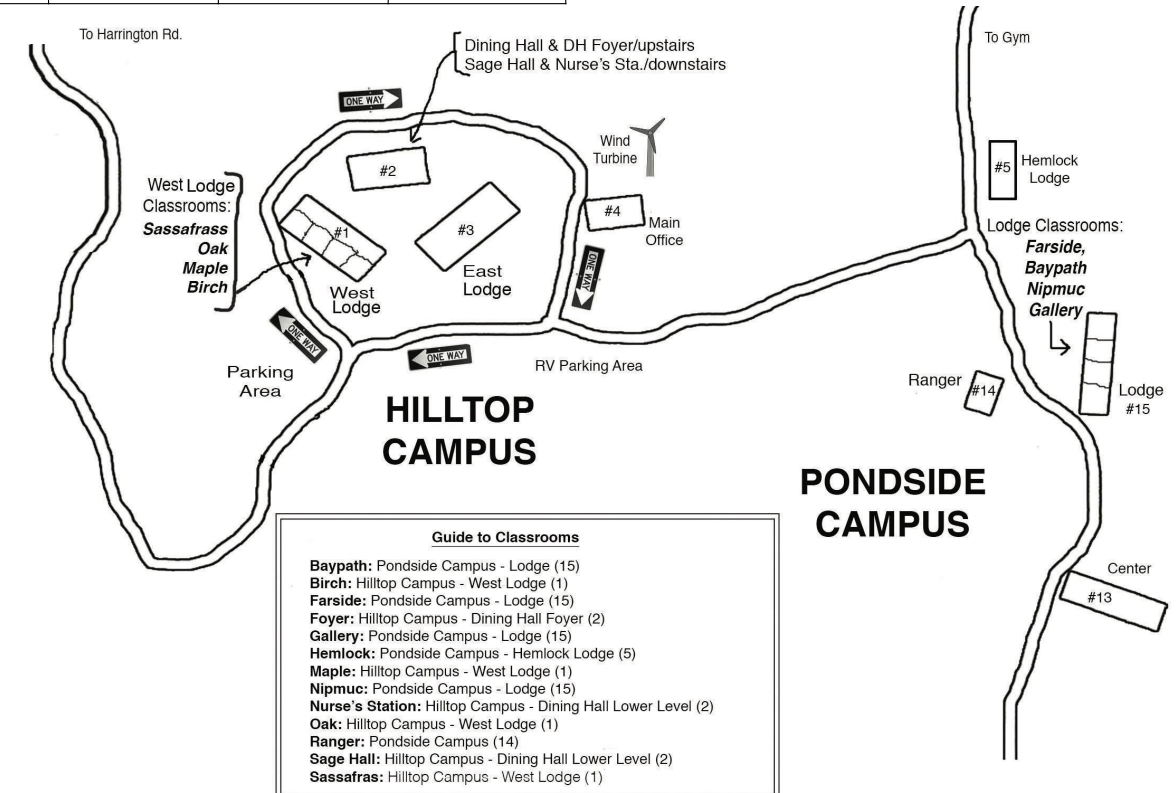 To Harrington Rd.
Dining Hall & DH Foyer/upstairs
Sage Hall & Nurse's Sta./downstairs
To Gym
ONE WAY
Wind
Turbine
#2
#5
Hemlock
Lodge
West Lodge
Classrooms:
Sassafrass
Oak
Maple
Birch
#1
#3
#4
Main
Office
Lodge Classrooms:
Farside,
Baypath
Nipmuc
Gallery
East
Lodge
West
Lodge
ONE WAY
ONE WAY
ONE WAY
Parking
Area
RV Parking Area
Ranger
#14
Lodge
#15
HILLTOP
CAMPUS
PONDSIDE
CAMPUS
Center
#13
Guide to Classrooms
Baypath: Pondside Campus - Lodge (15)
Birch: Hilltop Campus - West Lodge (1)
Farside: Pondside Campus - Lodge (15)
Foyer: Hilltop Campus - Dining Hall Foyer (2)
Gallery: Pondside Campus - Lodge (15)
Hemlock: Pondside Campus - Hemlock Lodge (5)
Maple: Hilltop Campus - West Lodge (1)
Nipmuc: Pondside Campus - Lodge (15)
Nurse's Station: Hilltop Campus - Dining Hall Lower Level (2)
Oak: Hilltop Campus - West Lodge (1)
Ranger: Pondside Campus (14)
Sage Hall: Hilltop Campus - Dining Hall Lower Level (2)
Sassafras: Hilltop Campus - West Lodge (1)